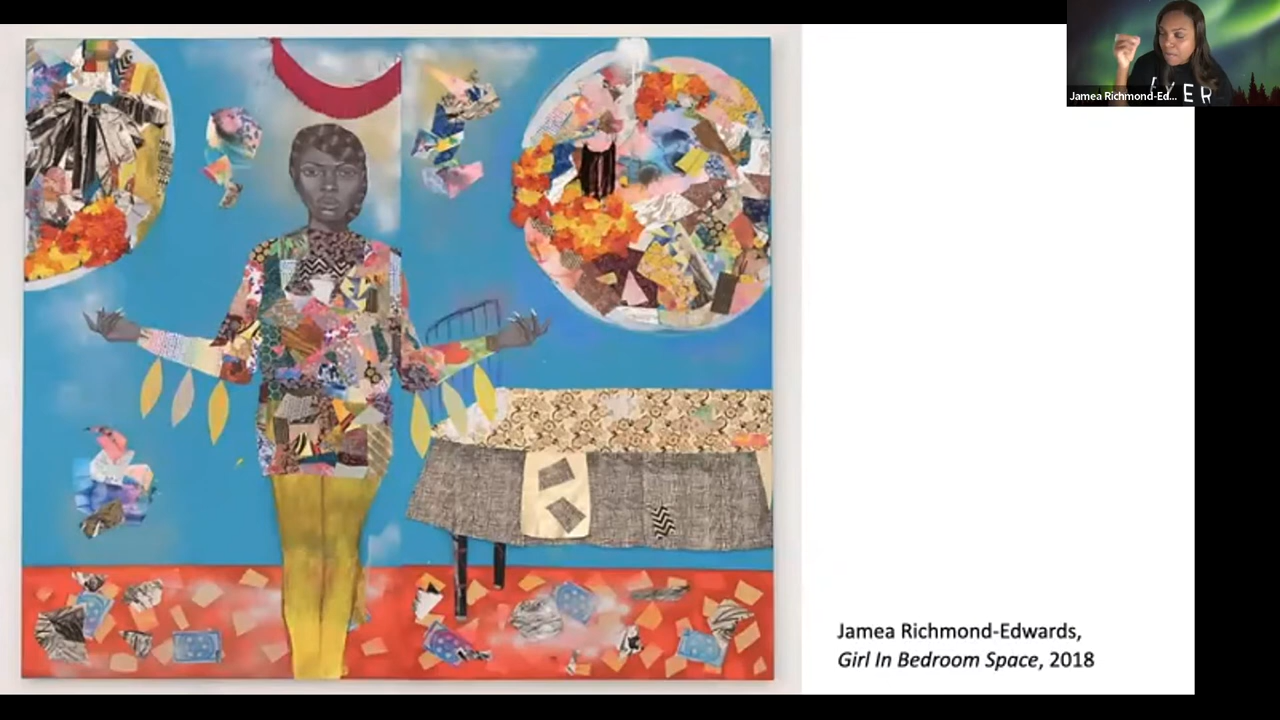 Jamea Richmond-Ed...
Jamea Richmond-Edwards,
Girl In Bedroom Space, 2018